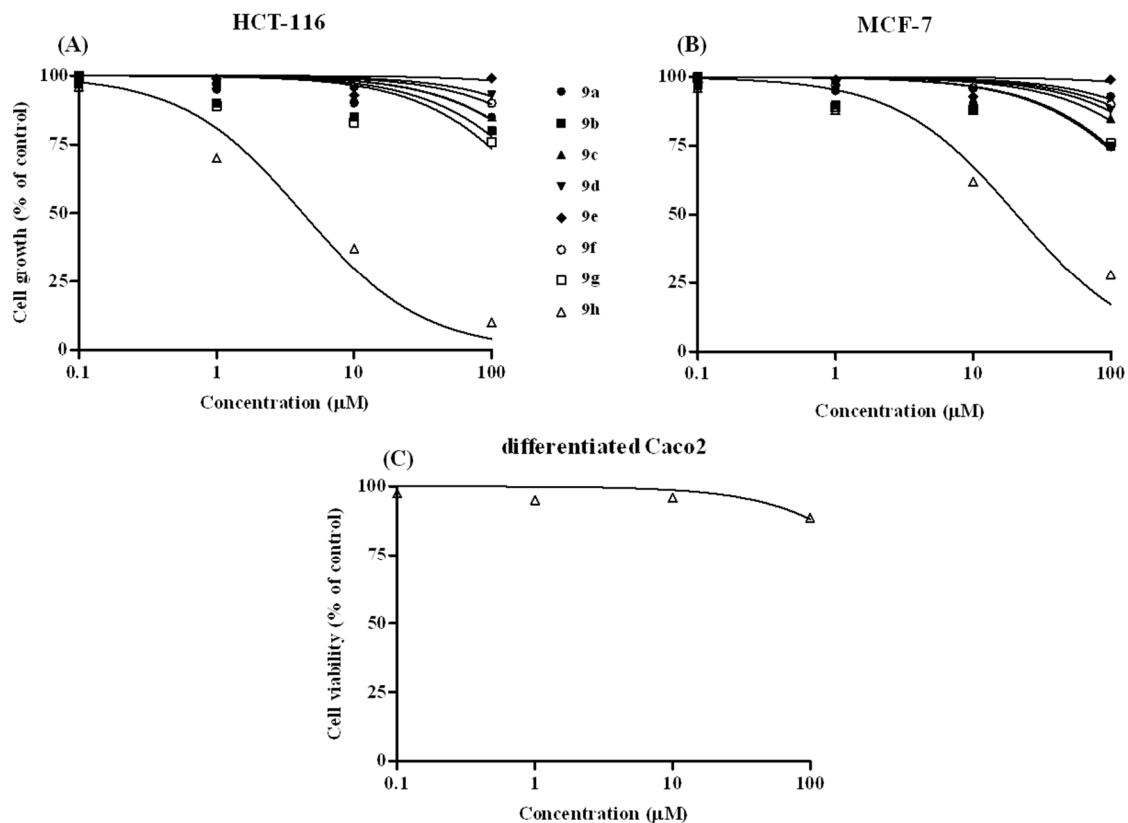 HCT-116
(A)
100
75
50
25
0
Cell growth (% of control)
0.1 1 10 100
Concentration (µM)
9a
9b
9c
9d
9e
9f
9g
9h
MCF-7
(B)
100
75
50
25
0
0.1 1 10 100
Concentration (µM)
differentiated Caco2
(C)
100
75
50
25
0
Cell viability (% of control)
0.1 1 10 100
Concentration (µM)